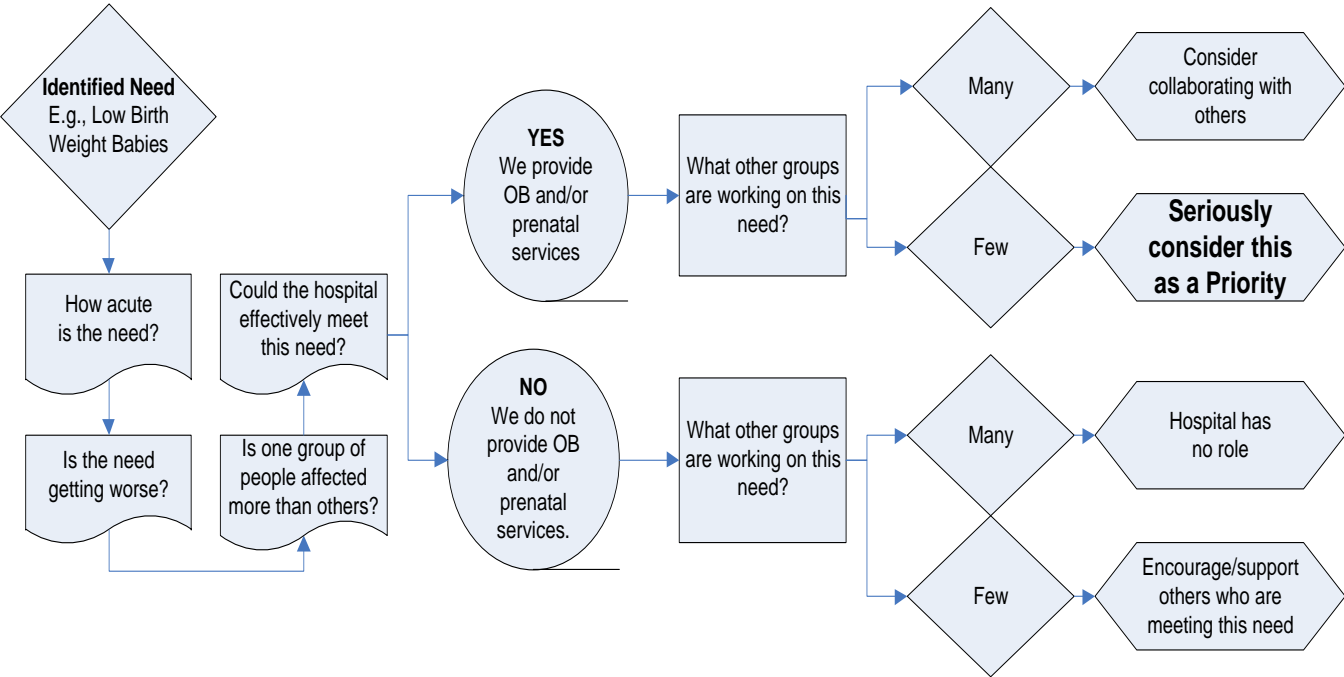 Identified Need
E.g., Low Birth
Weight Babies
How acute
is the need?
Is the need
getting worse?
Is one group of
people affected
more than others?
Could the hospital
effectively meet
this need?
YES
We provide
OB and/or
prenatal
services
What other groups
are working on this
need?
Many
Consider
collaborating with
others
Few
Seriously
consider this
as a Priority
NO
We do not
provide OB
and/or
prenatal
services.
What other groups
are working on this
need?
Many
Hospital has
no role
Few
Encourage/support
others who are
meeting this need